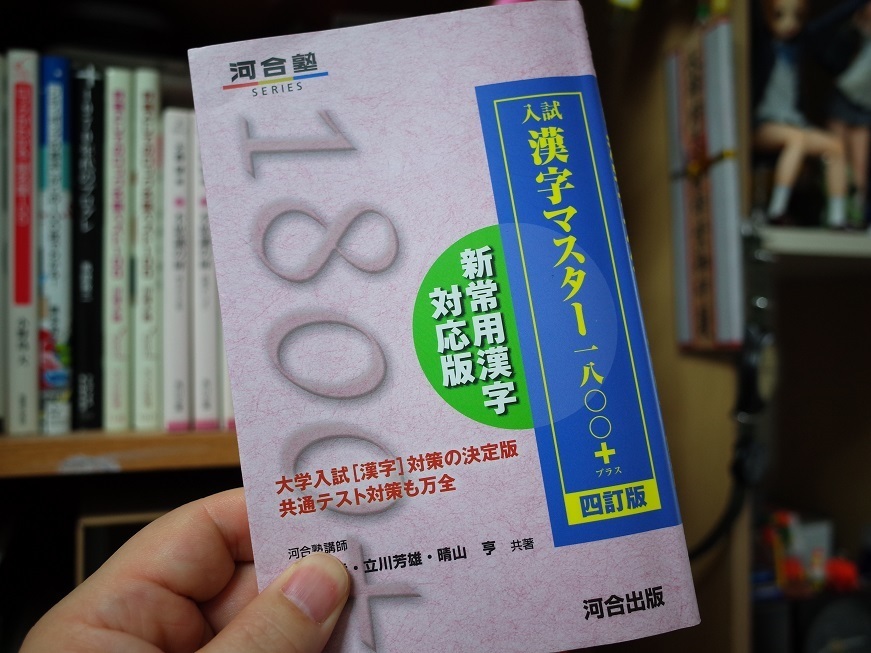 河合塾
SERIES
1800+
入試
漢字マスター一八〇〇+
プラス
四訂版
新常用漢字
対応版
大学入試[漢字]対策の決定版
共通テスト対策も万全
河合塾講師
・立川芳雄・晴山 亨 共著
河合出版